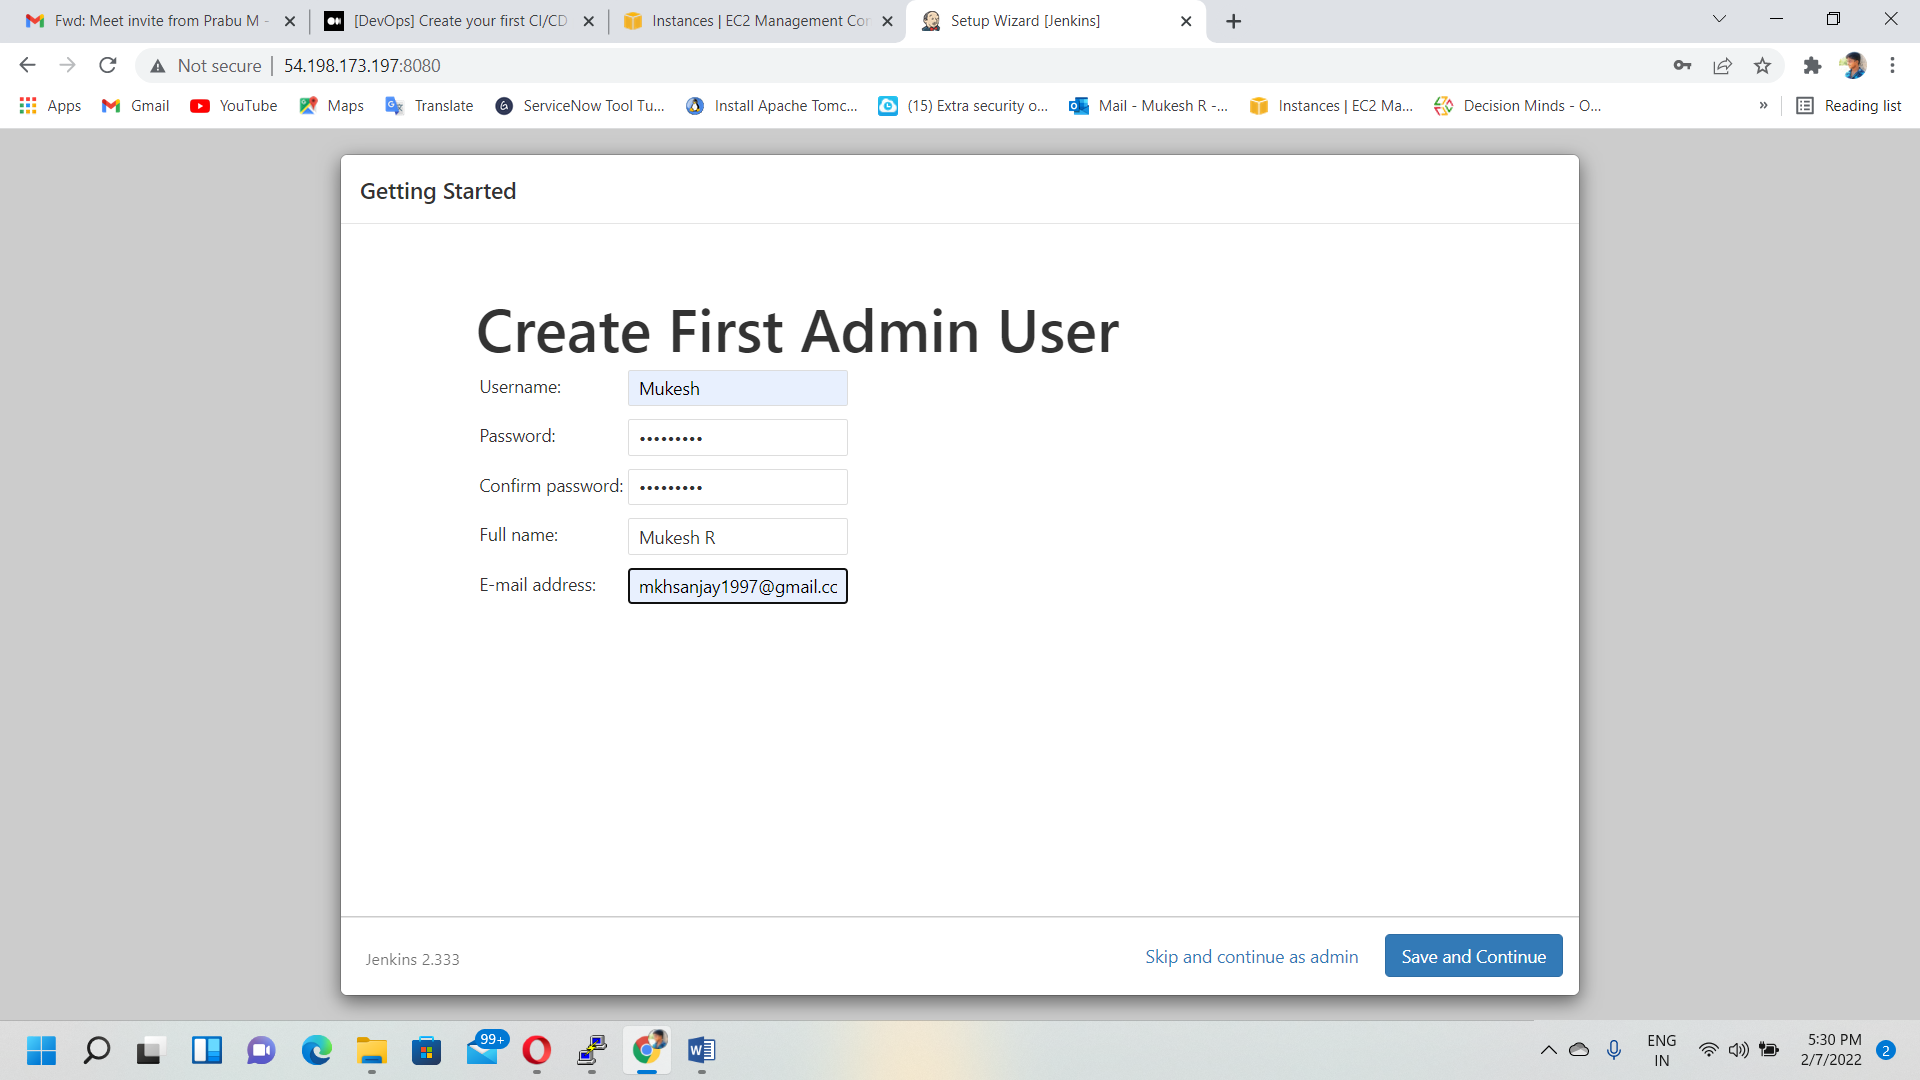 Fwd: Meet invite from Prabu M -
[DevOps] Create your first CI/CD
Instances | EC2 Management Con
Setup Wizard [Jenkins]
Not secure | 54.198.173.197:8080
Apps
Gmail
YouTube
Maps
Translate
ServiceNow Tool Tu...
Install Apache Tomc...
(15) Extra security o...
Mail - Mukesh R -...
Instances | EC2 Ma...
Decision Minds - O...
»
Reading list
Getting Started
Create First Admin User
Username: Mukesh
Password: •••••••••
Confirm password: •••••••••
Full name: Mukesh R
E-mail address: mkhsanjay1997@gmail.cc
Jenkins 2.333
Skip and continue as admin
Save and Continue
99+
ENG
IN
5:30 PM
2/7/2022
2